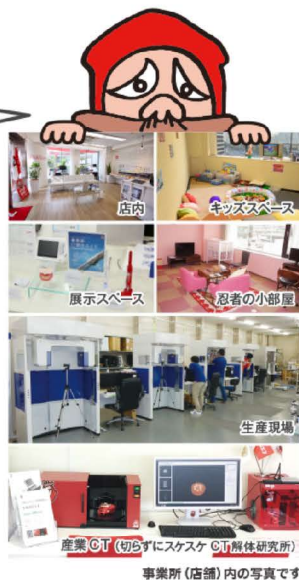 店内
キッズスペース
展示スペース
忍者の小部屋
生産現場
産業CT (切らずにスケスケ CT解体研究所)
事業所(店舗)内の写真です